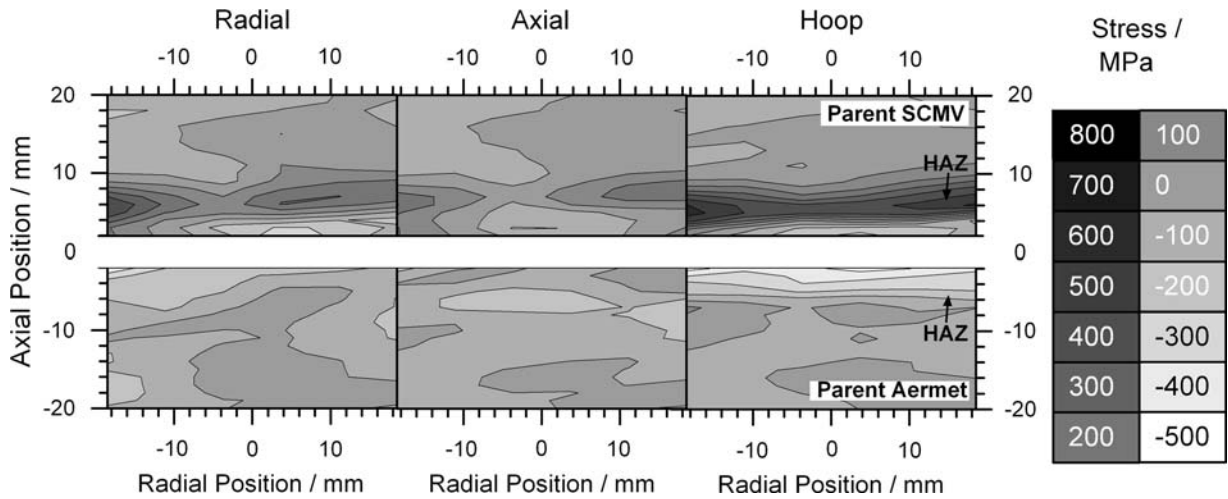 Radial Axial Hoop Stress /
MPa
-10 0 10 -10 0 10 -10 0 10
20 20
Parent SCMV
HAZ
10 10
0 0
HAZ
-10 -10
Parent Aermet
-20 -20
-10 0 10 -10 0 10 -10 0 10
Radial Position / mm Radial Position / mm Radial Position / mm
Axial Position / mm
800 100
700 0
600 -100
500 -200
400 -300
300 -400
200 -500